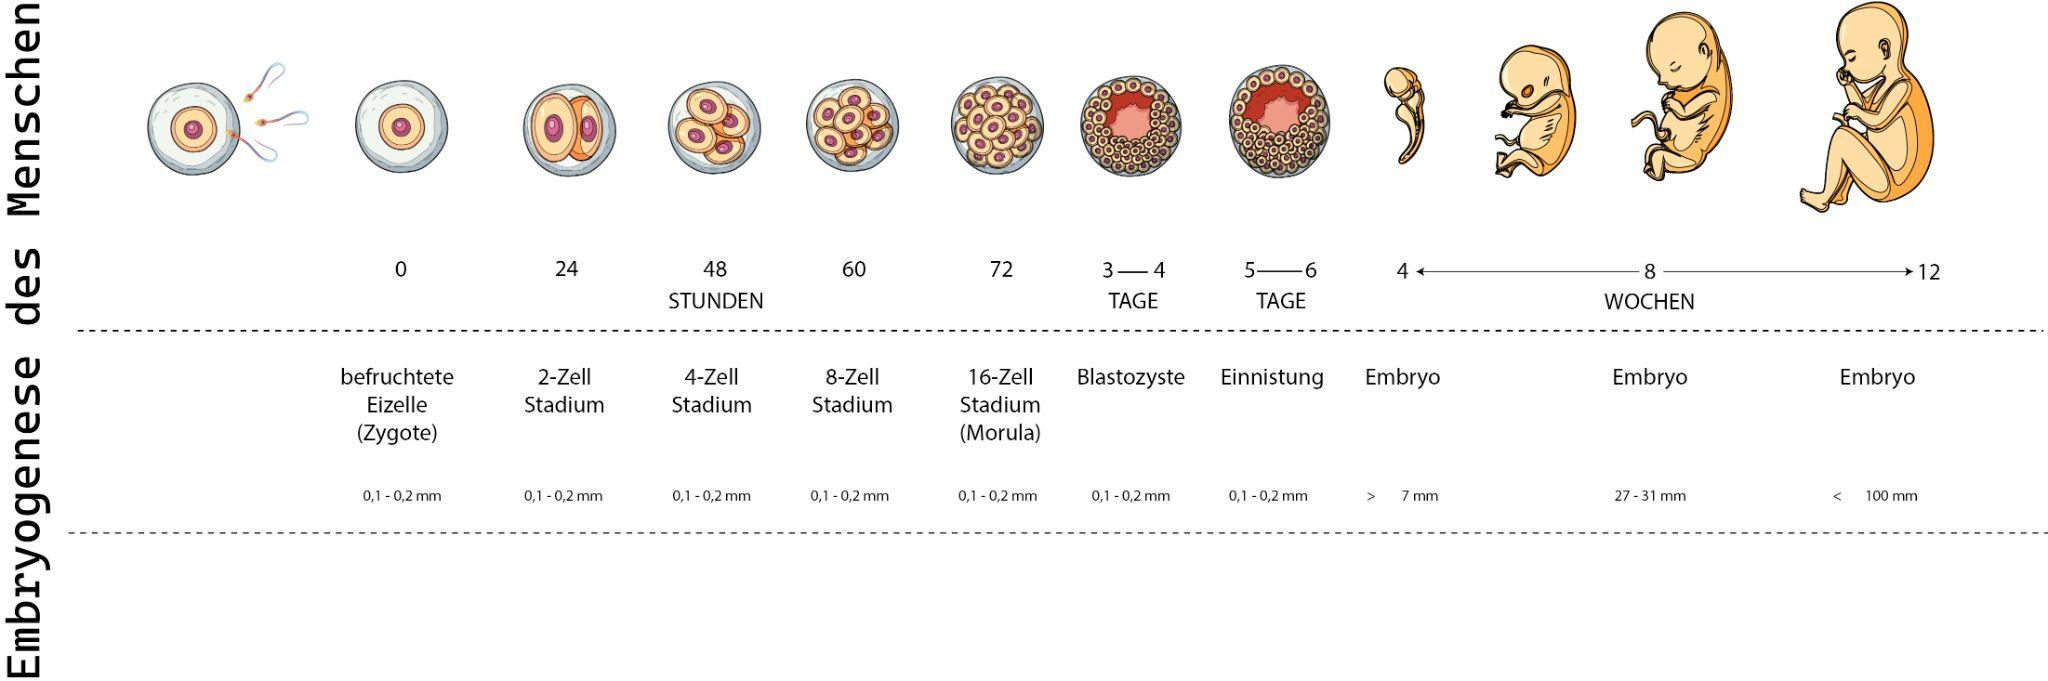 Embryogenese des Menschen
0
24
48
60
72
3 — 4
5 — 6
4
8
12
STUNDEN
TAGE
TAGE
WOCHEN
befruchtete
Eizelle
(Zygote)
2-Zell
Stadium
4-Zell
Stadium
8-Zell
Stadium
16-Zell
Stadium
(Morula)
Blastozyste
Einnistung
Embryo
Embryo
Embryo
0,1 - 0,2 mm
0,1 - 0,2 mm
0,1 - 0,2 mm
0,1 - 0,2 mm
0,1 - 0,2 mm
0,1 - 0,2 mm
0,1 - 0,2 mm
> 7 mm
27 - 31 mm
< 100 mm